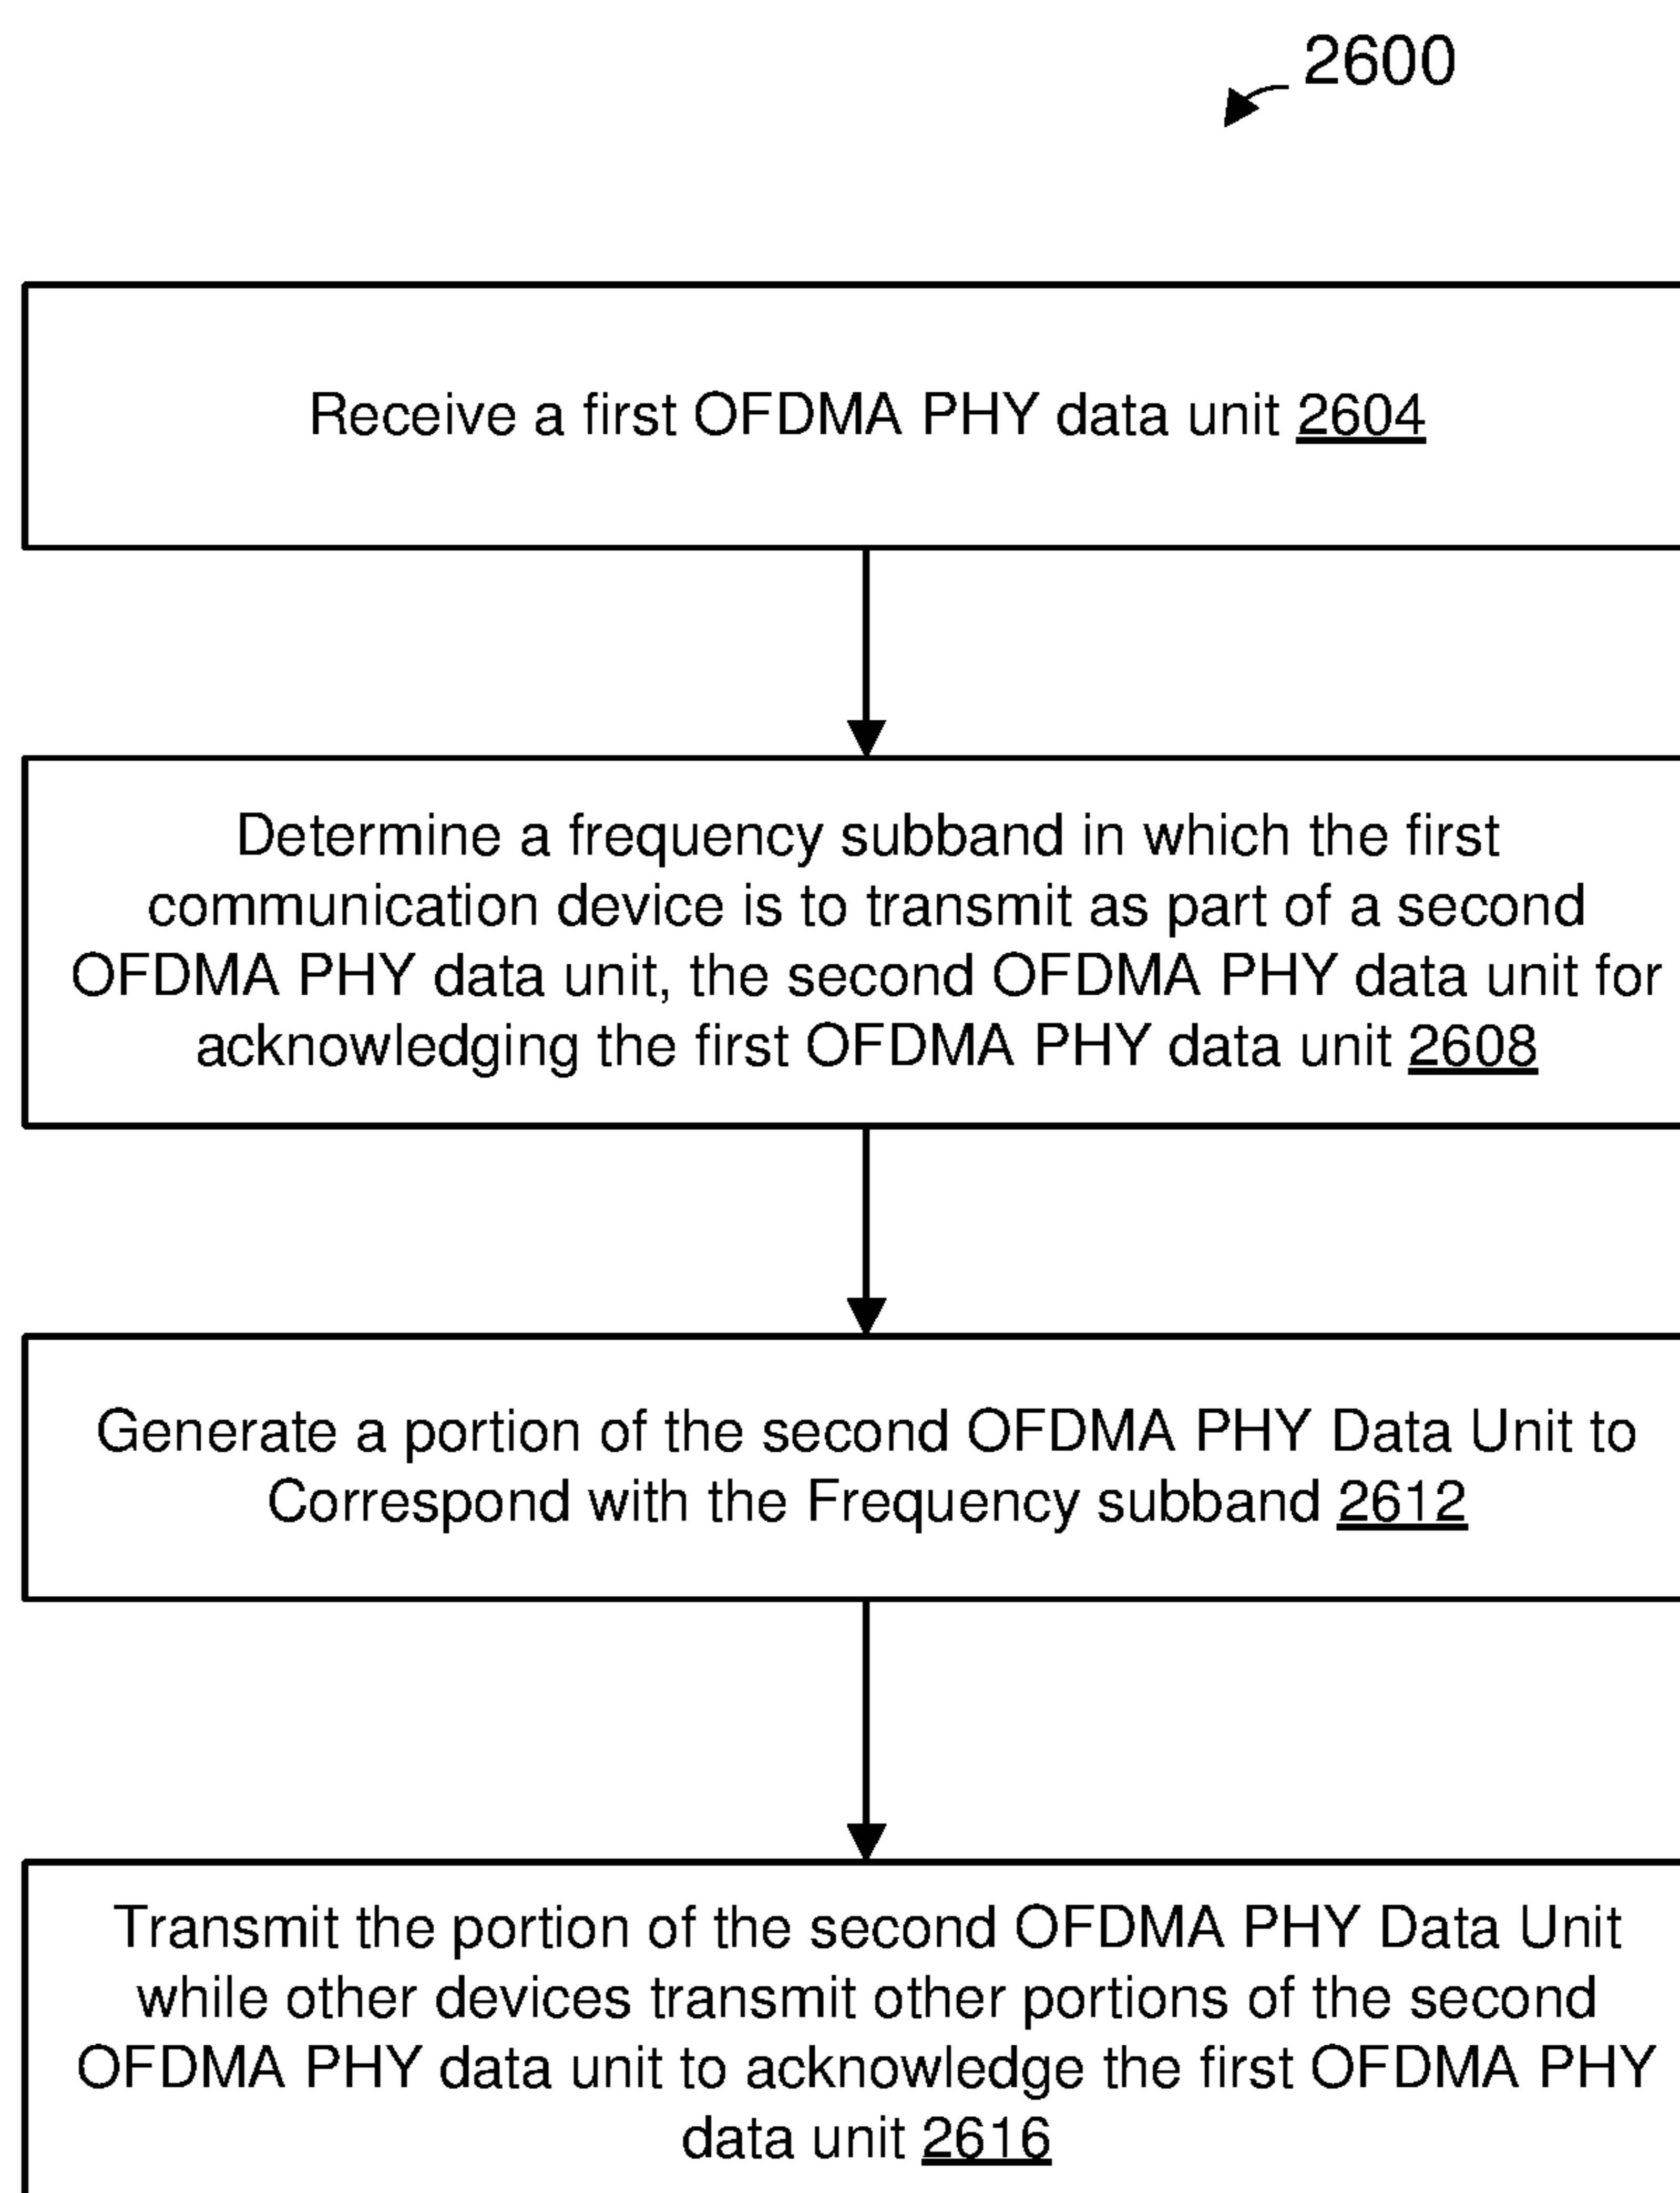 2600
Receive a first OFDMA PHY data unit 2604
Determine a frequency subband in which the first
communication device is to transmit as part of a second
OFDMA PHY data unit, the second OFDMA PHY data unit for
acknowledging the first OFDMA PHY data unit 2608
Generate a portion of the second OFDMA PHY Data Unit to
Correspond with the Frequency subband 2612
Transmit the portion of the second OFDMA PHY Data Unit
while other devices transmit other portions of the second
OFDMA PHY data unit to acknowledge the first OFDMA PHY
data unit 2616